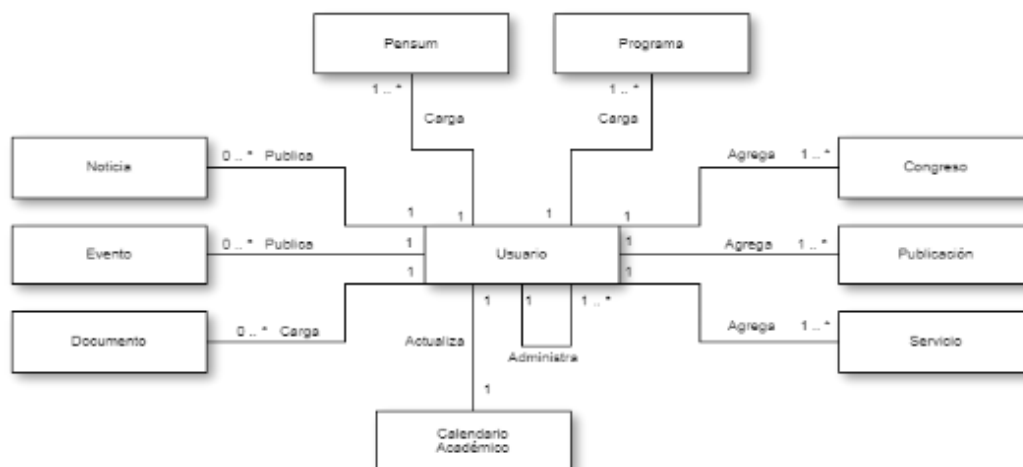 Pensum
Programa
1 .. *
1 .. *
Carga
Carga
Noticia
0 .. * Publica
Agrega 1 .. *
Congreso
1
1
1
1
Evento
0 .. * Publica
1
Usuario
1
Agrega 1 .. *
Publicación
1
1
Documento
0 .. * Carga
1
1
1 .. *
Agrega 1 .. *
Servicio
Actualiza
Administra
1
Calendario
Académico